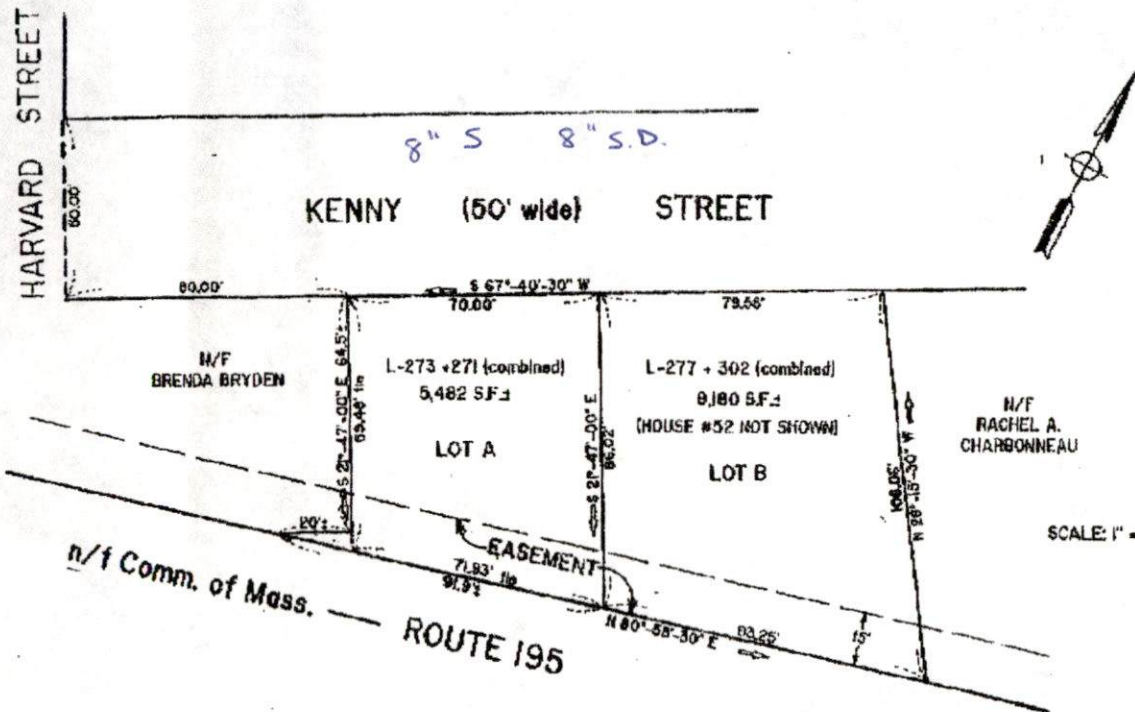 HARVARD STREET
60.00'
8" S 8" S.D.
KENNY (50' wide) STREET
80.00'
S 67°-40'-30" W
70.00'
79.56'
N/F
BRENDA BRYDEN
S 21°-47'-00" E 64.5'±
69.46' tie
L-273 +271 (combined)
5,482 S.F.±
LOT A
S 21°-47'-00" E
86.02'
L-277 + 302 (combined)
8,180 S.F.±
(HOUSE #52 NOT SHOWN)
LOT B
106.06'
N 28°-15'-30" W
N/F
RACHEL A.
CHARBONNEAU
SCALE: 1" =
20'±
EASEMENT
71.93' tie
91.9'±
N 80°-55'-30" E
83.25'
15'
n/f Comm. of Mass. — ROUTE 195